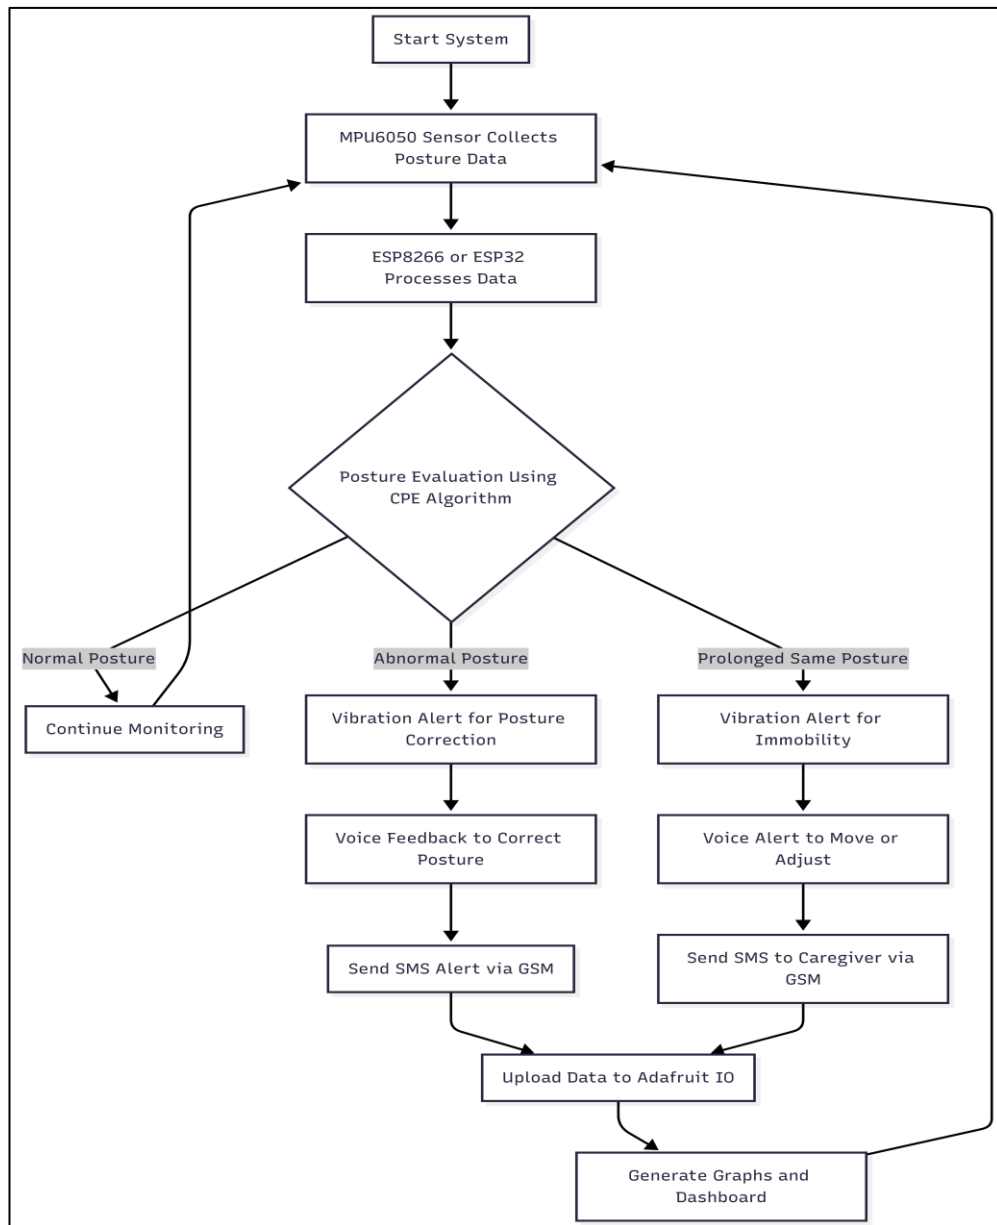 Start System
MPU6050 Sensor Collects
Posture Data
ESP8266 or ESP32
Processes Data
Posture Evaluation Using
CPE Algorithm
Normal Posture
Abnormal Posture
Prolonged Same Posture
Continue Monitoring
Vibration Alert for Posture
Correction
Vibration Alert for
Immobility
Voice Feedback to Correct
Posture
Voice Alert to Move or
Adjust
Send SMS Alert via GSM
Send SMS to Caregiver via
GSM
Upload Data to Adafruit IO
Generate Graphs and
Dashboard